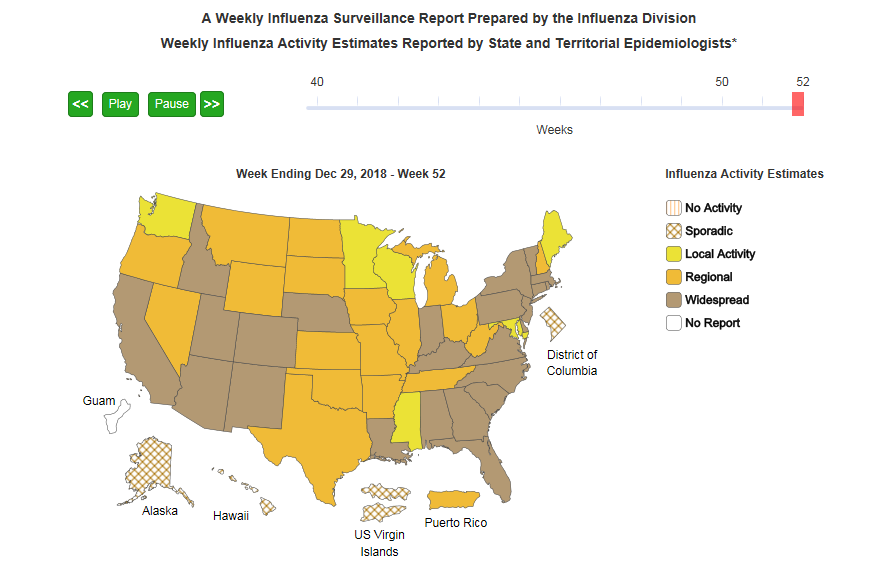 A Weekly Influenza Surveillance Report Prepared by the Influenza Division
Weekly Influenza Activity Estimates Reported by State and Territorial Epidemiologists*
40
50
52
<<
Play
Pause
>>
Weeks
Week Ending Dec 29, 2018 - Week 52
Influenza Activity Estimates
No Activity
Sporadic
Local Activity
Regional
Widespread
No Report
District of
Columbia
Guam
Alaska
Hawaii
US Virgin
Islands
Puerto Rico